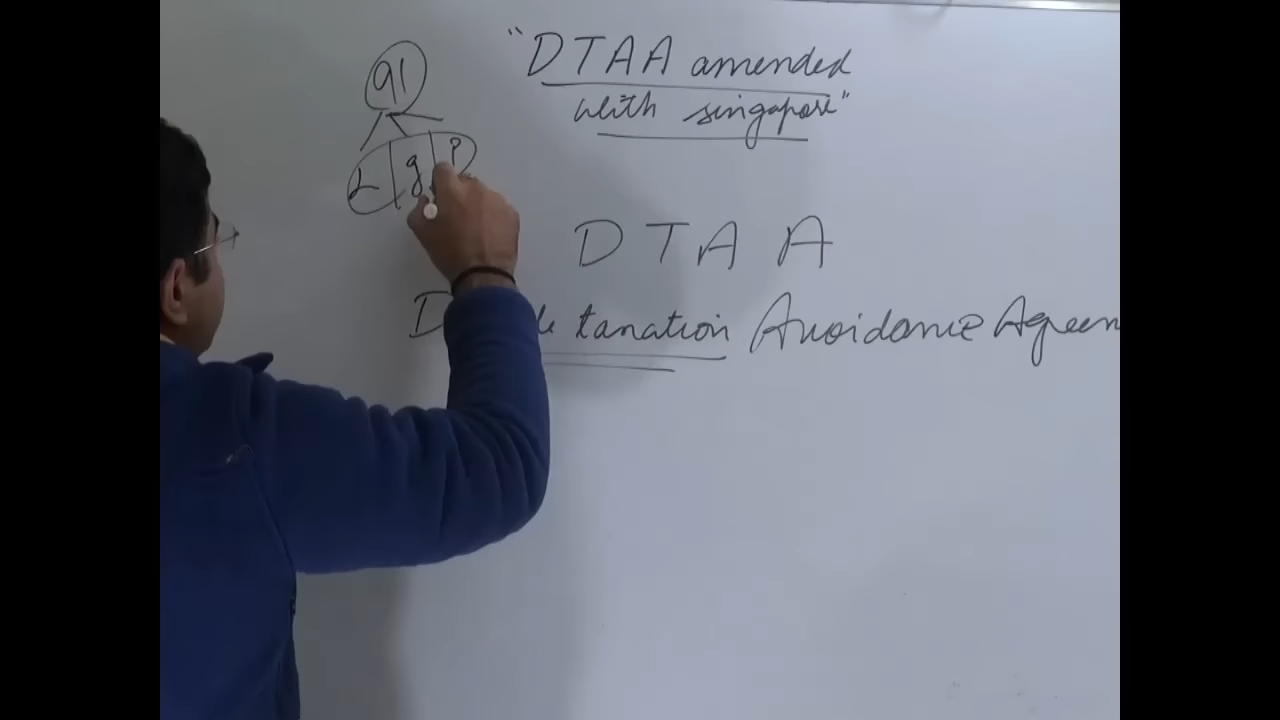 "DTAA amended
with singapore"
91
L g P
DTAA
taxation Avoidance Agreem